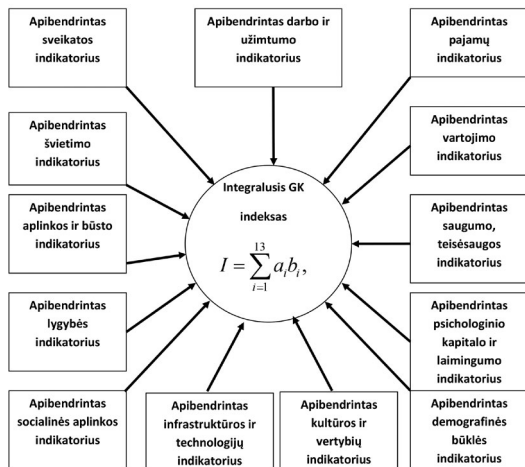 Apibendrintas
sveikatos
indikatorius
Apibendrintas darbo ir
užimtumo
indikatorius
Apibendrintas
pajamų
indikatorius
Apibendrintas
švietimo
indikatorius
Apibendrintas
vartojimo
indikatorius
Integralusis GK
indeksas
I = \sum_{i=1}^{13} a_i b_i,
Apibendrintas
aplinkos ir būsto
indikatorius
Apibendrintas
saugumo,
teisėsaugos
indikatorius
Apibendrintas
lygybės
indikatorius
Apibendrintas
psichologinio
kapitalo ir
laimingumo
indikatorius
Apibendrintas
socialinės aplinkos
indikatorius
Apibendrintas
infrastruktūros ir
technologijų
indikatorius
Apibendrintas
kultūros ir
vertybių
indikatorius
Apibendrintas
demografinės
būklės
indikatorius